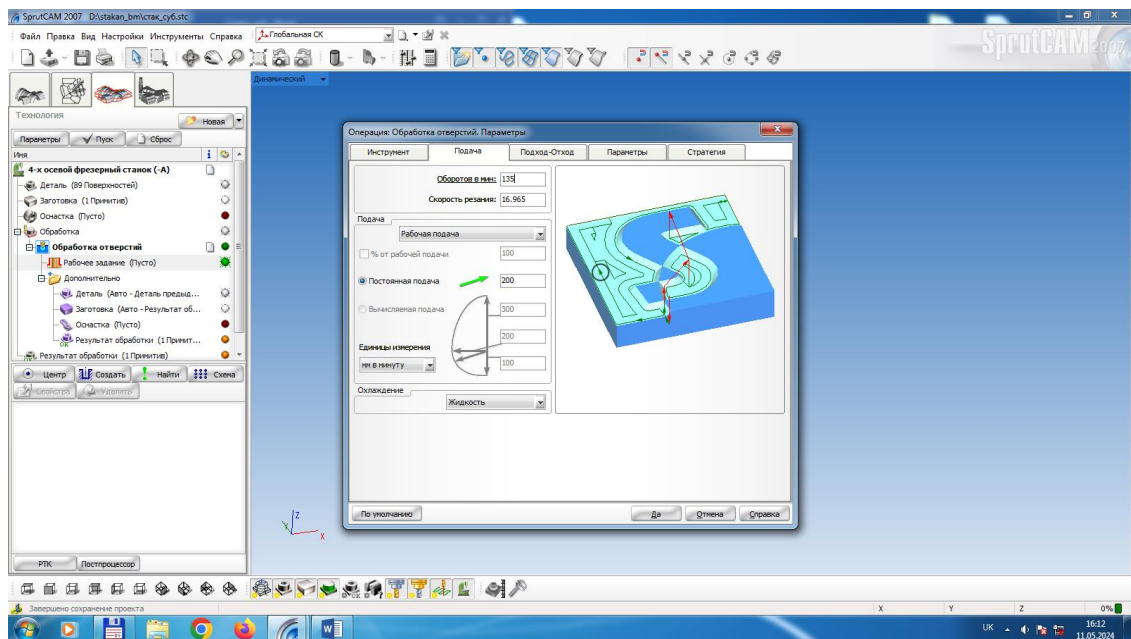 SprutCAM 2007 D:\stakan_bm\стак_суб.stc
Файл Правка Вид Настройки Инструменты Справка
Глобальная СК
SprutCAM 2007
Динамический
Технология
Новая
Параметры Пуск Сброс
Имя
4-х осевой фрезерный станок (-A)
Деталь (89 Поверхностей)
Заготовка (1 Примитив)
Оснастка (Пусто)
Обработка
Обработка отверстий
Рабочее задание (Пусто)
Дополнительно
Деталь (Авто - Деталь предыд...
Заготовка (Авто - Результат об...
Оснастка (Пусто)
Результат обработки (1 Примит...
Результат обработки (1 Примитив)
Центр Создать Найти Схема
Свойства Удалить
Операция: Обработка отверстий. Параметры
Инструмент Подача Подход-Отход Параметры Стратегия
Оборотов в мин: 135
Скорость резания: 16.965
Подача
Рабочая подача
% от рабочей подачи 100
Постоянная подача 200
Вычисляемая подача 300
200
Единицы измерения
мм в минуту 100
Охлаждение
Жидкость
По умолчанию Да Отмена Справка
Z
Y
X
РТК Постпроцессор
Завершено сохранение проекта X Y Z 0%
UK 16:12
11.05.2024